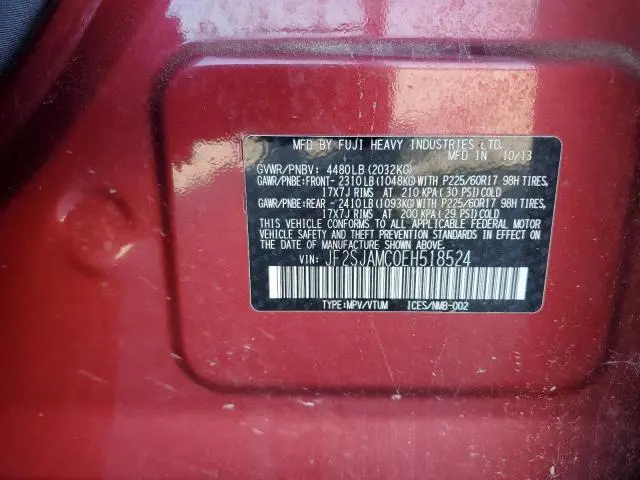 MFD BY FUJI HEAVY INDUSTRIES LTD.
MFD IN 10/13
GVWR/PNBV: 4480LB (2032KG)
GAWR/PNBE:FRONT- 2310 LB (1048KG) WITH P225/60R17 98H TIRES,
17X7J RIMS AT 210 KPA ( 30 PSI) COLD
GAWR/PNBE:REAR - 2410 LB (1093KG) WITH P225/60R17 98H TIRES,
17X7J RIMS AT 200 KPA ( 29 PSI) COLD
THIS VEHICLE CONFORMS TO ALL APPLICABLE FEDERAL MOTOR
VEHICLE SAFETY AND THEFT PREVENTION STANDARDS IN EFFECT
ON THE DATE OF MANUFACTURE SHOWN ABOVE.
VIN: JF2SJAMC0EH518524
TYPE:MPV/VTUM ICES/NMB-002